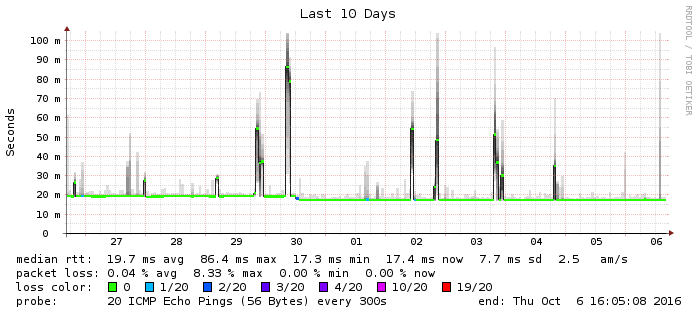 Last 10 Days
RRDTOOL / TOBI OETIKER
Seconds
100 m
90 m
80 m
70 m
60 m
50 m
40 m
30 m
20 m
10 m
0
27 28 29 30 01 02 03 04 05 06
median rtt: 19.7 ms avg 86.4 ms max 17.3 ms min 17.4 ms now 7.7 ms sd 2.5 am/s
packet loss: 0.04 % avg 8.33 % max 0.00 % min 0.00 % now
loss color: 0 1/20 2/20 3/20 4/20 10/20 19/20
probe: 20 ICMP Echo Pings (56 Bytes) every 300s end: Thu Oct 6 16:05:08 2016